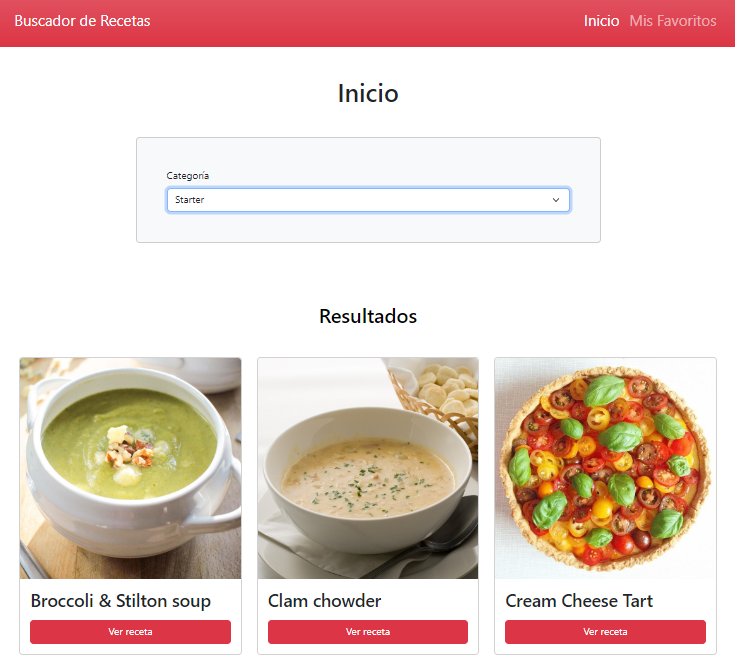 Buscador de Recetas
Inicio Mis Favoritos
Inicio
Categoría
Starter
Resultados
Broccoli & Stilton soup
Ver receta
Clam chowder
Ver receta
Cream Cheese Tart
Ver receta